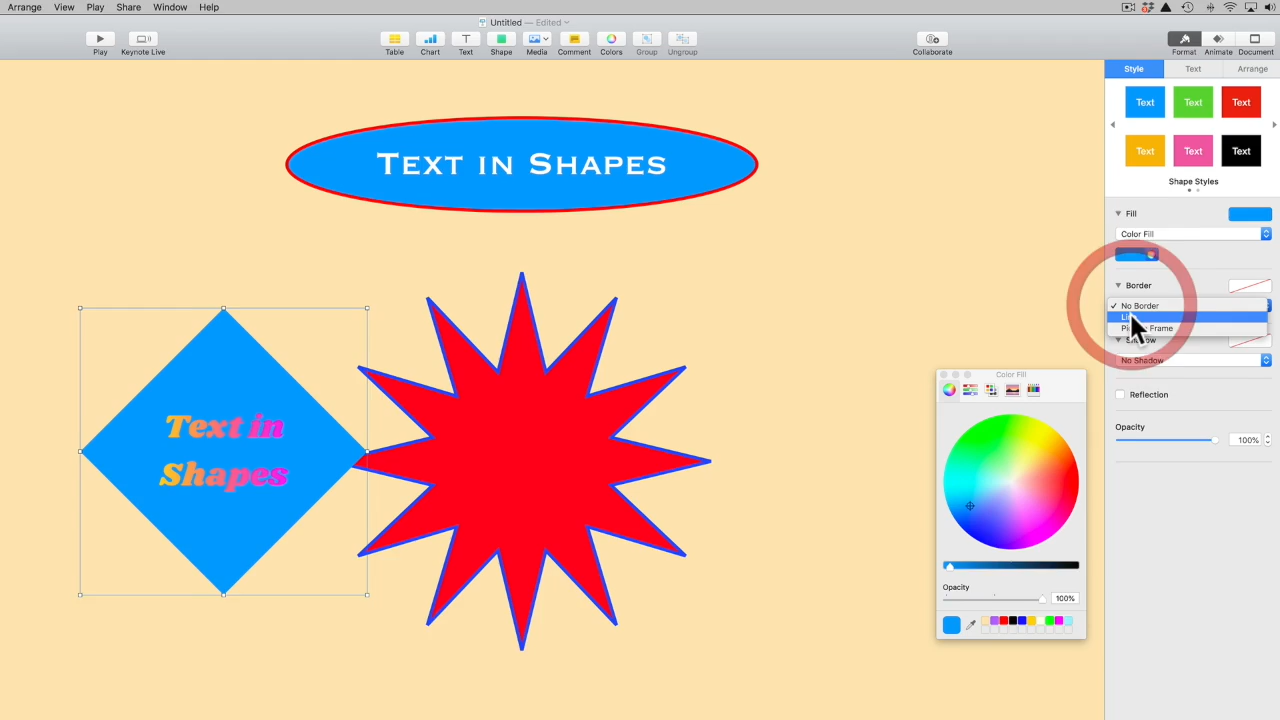 Arrange View Play Share Window Help
Untitled — Edited
Play Keynote Live Table Chart Text Shape Media Comment Colors Group Ungroup Collaborate Format Animate Document
Style Text Arrange
Text Text Text
Text Text Text
Shape Styles
Fill
Color Fill
Border
No Border
Frame
Shadow
No Shadow
Reflection
Opacity
100%
Text in Shapes
Text in
Shapes
Color Fill
Opacity
100%